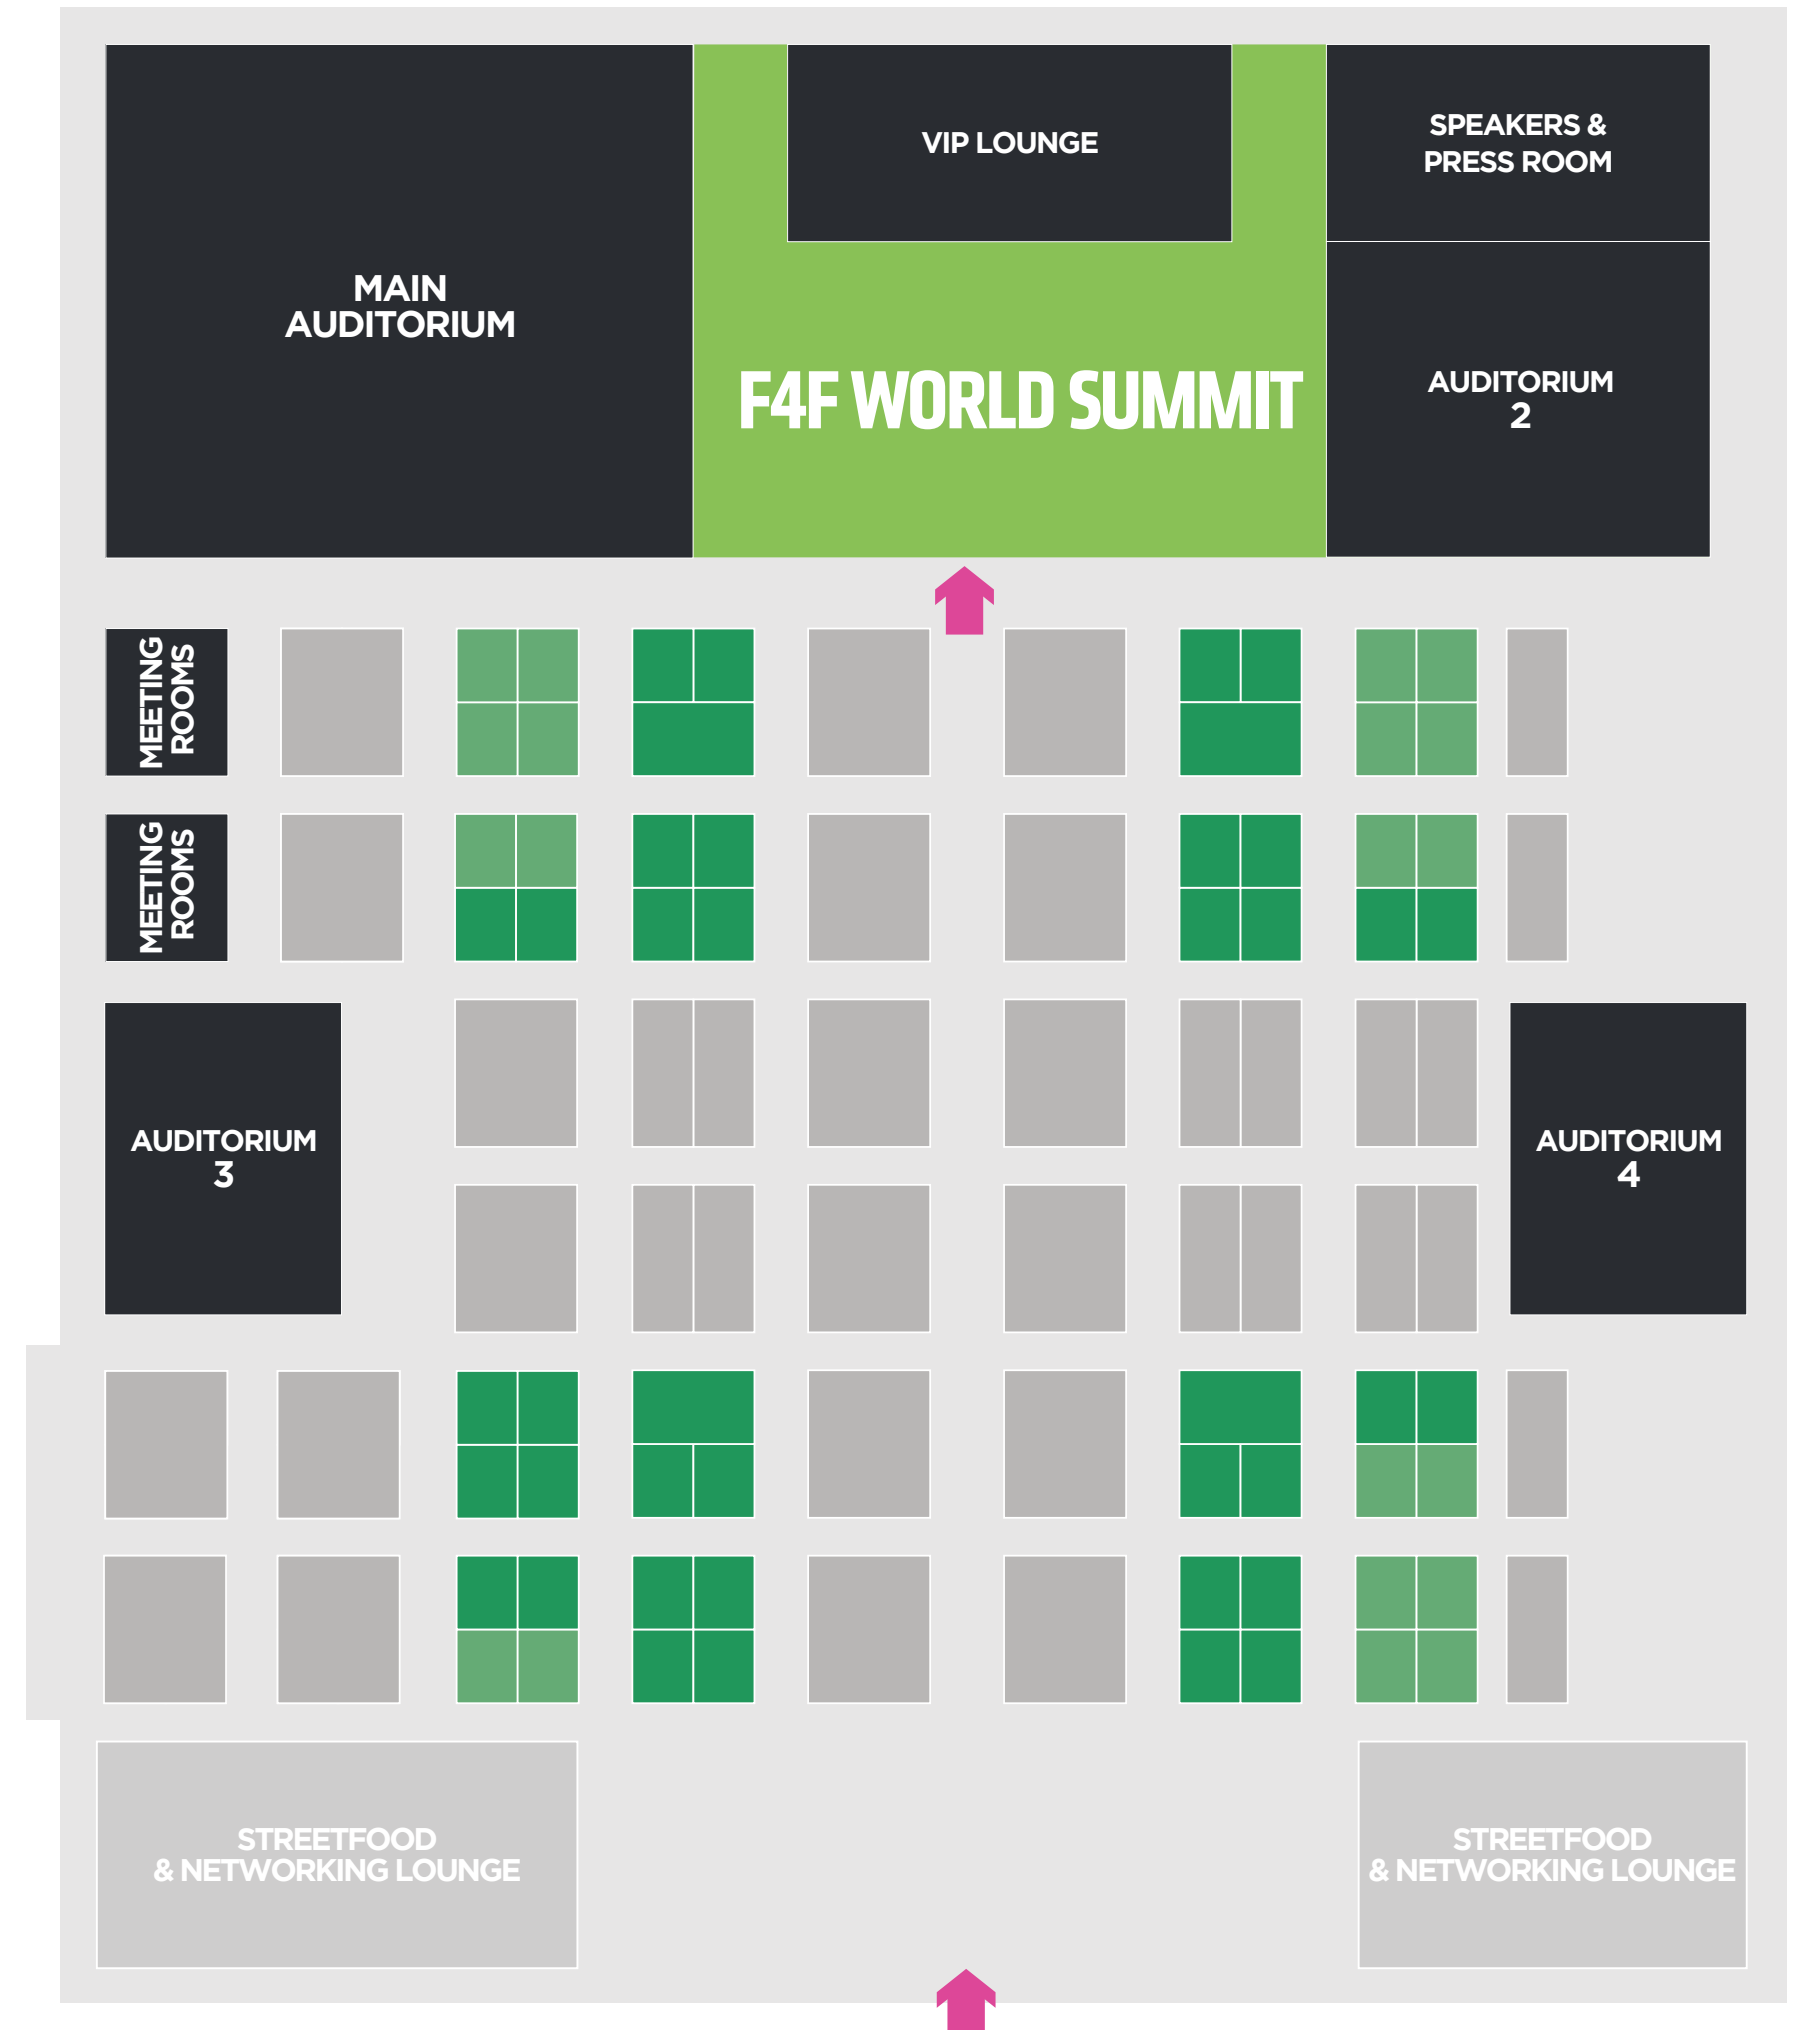 VIP LOUNGE
SPEAKERS &
PRESS ROOM
MAIN
AUDITORIUM
F4F WORLD SUMMIT
AUDITORIUM
2
MEETING
ROOMS
MEETING
ROOMS
AUDITORIUM
3
AUDITORIUM
4
STREETFOOD
& NETWORKING LOUNGE
STREETFOOD
& NETWORKING LOUNGE